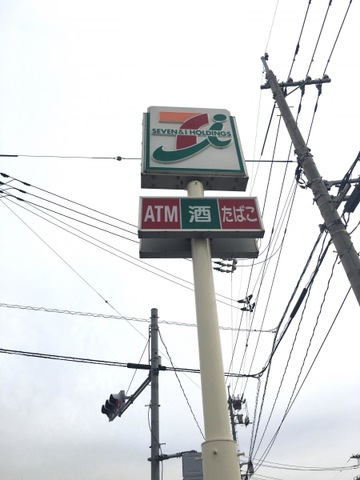 SEVEN & i HOLDINGS
ATM 酒 たばこ